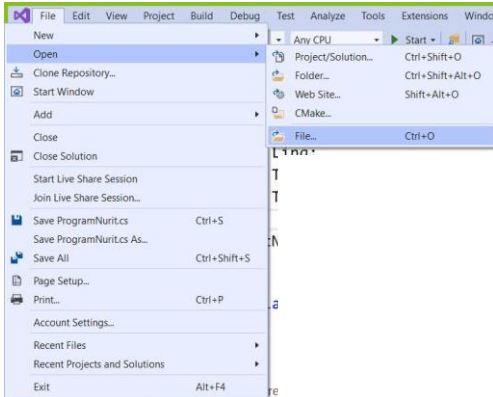 File Edit View Project Build Debug Test Analyze Tools Extensions
New
Open
Clone Repository...
Start Window
Add
Close
Close Solution
Start Live Share Session
Join Live Share Session...
Save ProgramNurit.cs Ctrl+S
Save ProgramNurit.cs As...
Save All Ctrl+Shift+S
Page Setup...
Print... Ctrl+P
Account Settings...
Recent Files
Recent Projects and Solutions
Exit Alt+F4
Any CPU Start
Project/Solution... Ctrl+Shift+O
Folder... Ctrl+Shift+Alt+O
Web Site... Shift+Alt+O
CMake...
File... Ctrl+O